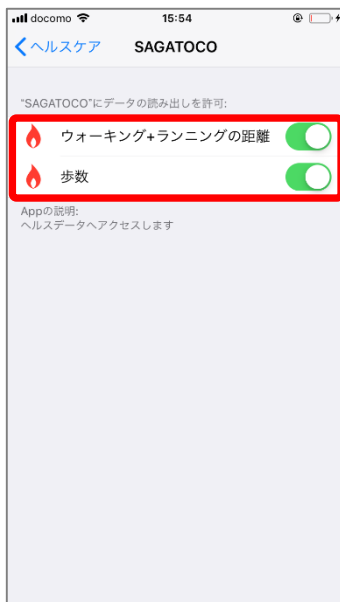 docomo 15:54
ヘルスケア SAGATOCO
“SAGATOCO”にデータの読み出しを許可:
ウォーキング+ランニングの距離
歩数
Appの説明:
ヘルスデータへアクセスします